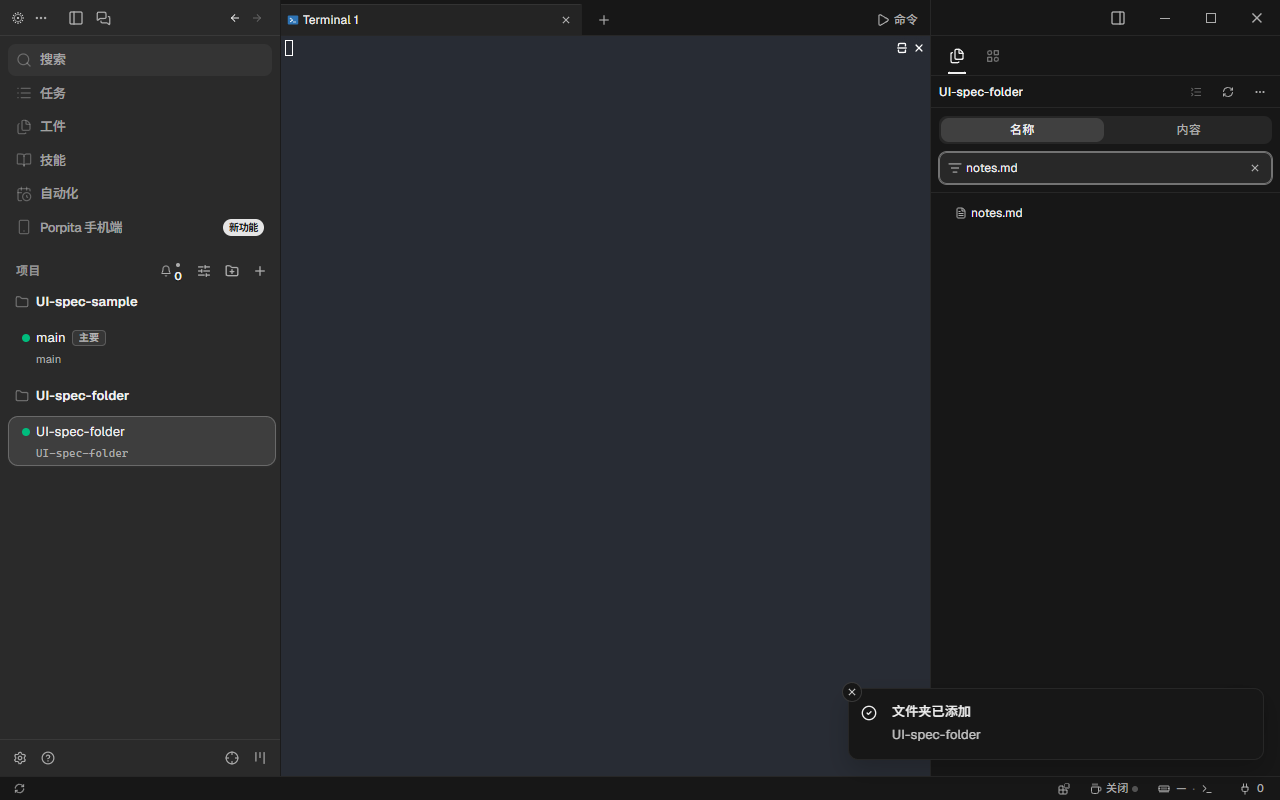 搜索
任务
工件
技能
自动化
Porpita 手机端
新功能
项目
0
UI-spec-sample
main 主要
main
UI-spec-folder
UI-spec-folder
UI-spec-folder
Terminal 1
命令
UI-spec-folder
名称
内容
notes.md
notes.md
文件夹已添加
UI-spec-folder
关闭
0